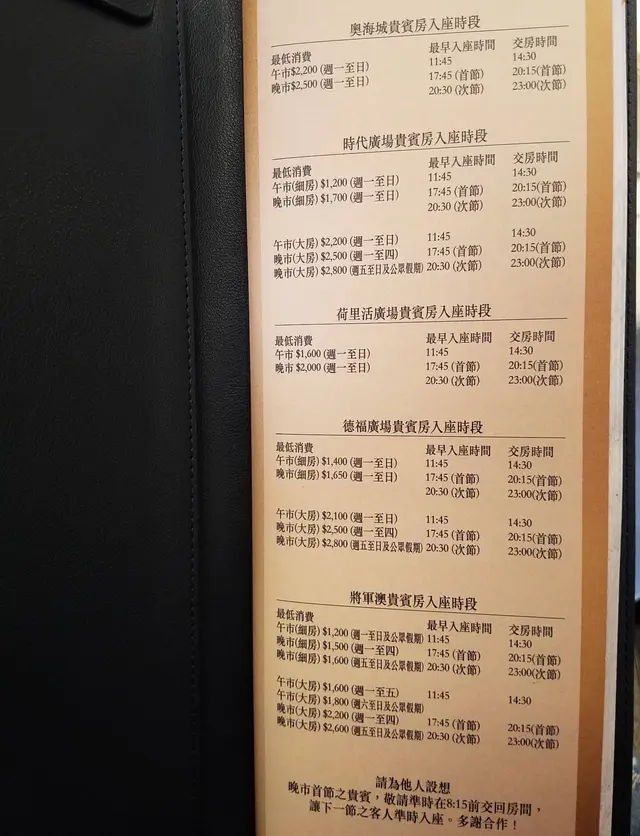 奧海城貴賓房入座時段
最低消費 最早入座時間 交房時間
午市$2,200 (週一至日) 11:45 14:30
晚市$2,500 (週一至日) 17:45 (首節) 20:15(首節)
20:30 (次節) 23:00(次節)
時代廣場貴賓房入座時段
最低消費 最早入座時間 交房時間
午市(細房) $1,200 (週一至日) 11:45 14:30
晚市(細房) $1,700 (週一至日) 17:45 (首節) 20:15(首節)
20:30 (次節) 23:00(次節)
午市(大房) $2,200 (週一至日) 11:45 14:30
晚市(大房) $2,500 (週一至四) 17:45 (首節) 20:15(首節)
晚市(大房) $2,800 (週五至日及公眾假期) 20:30 (次節) 23:00(次節)
荷里活廣場貴賓房入座時段
最低消費 最早入座時間 交房時間
午市 $1,600 (週一至日) 11:45 14:30
晚市 $2,000 (週一至日) 17:45 (首節) 20:15(首節)
20:30 (次節) 23:00(次節)
德福廣場貴賓房入座時段
最低消費 最早入座時間 交房時間
午市(細房) $1,400 (週一至日) 11:45 14:30
晚市(細房) $1,650 (週一至日) 17:45 (首節) 20:15(首節)
20:30 (次節) 23:00(次節)
午市(大房) $2,100 (週一至日) 11:45 14:30
晚市(大房) $2,500 (週一至四) 17:45 (首節) 20:15(首節)
晚市(大房) $2,800 (週五至日及公眾假期) 20:30 (次節) 23:00(次節)
將軍澳貴賓房入座時段
最低消費 最早入座時間 交房時間
午市(細房) $1,200 (週一至日及公眾假期) 11:45 14:30
晚市(細房) $1,500 (週一至四) 17:45 (首節) 20:15(首節)
晚市(細房) $1,600 (週五至日及公眾假期) 20:30 (次節) 23:00(次節)
午市(大房) $1,600 (週一至五) 11:45 14:30
午市(大房) $1,800 (週六至日及公眾假期)
晚市(大房) $2,200 (週一至四) 17:45 (首節) 20:15(首節)
晚市(大房) $2,600 (週五至日及公眾假期) 20:30 (次節) 23:00(次節)
請為他人設想
晚市首節之貴賓，敬請準時在8:15前交回房間，
讓下一節之客人準時入座。多謝合作！